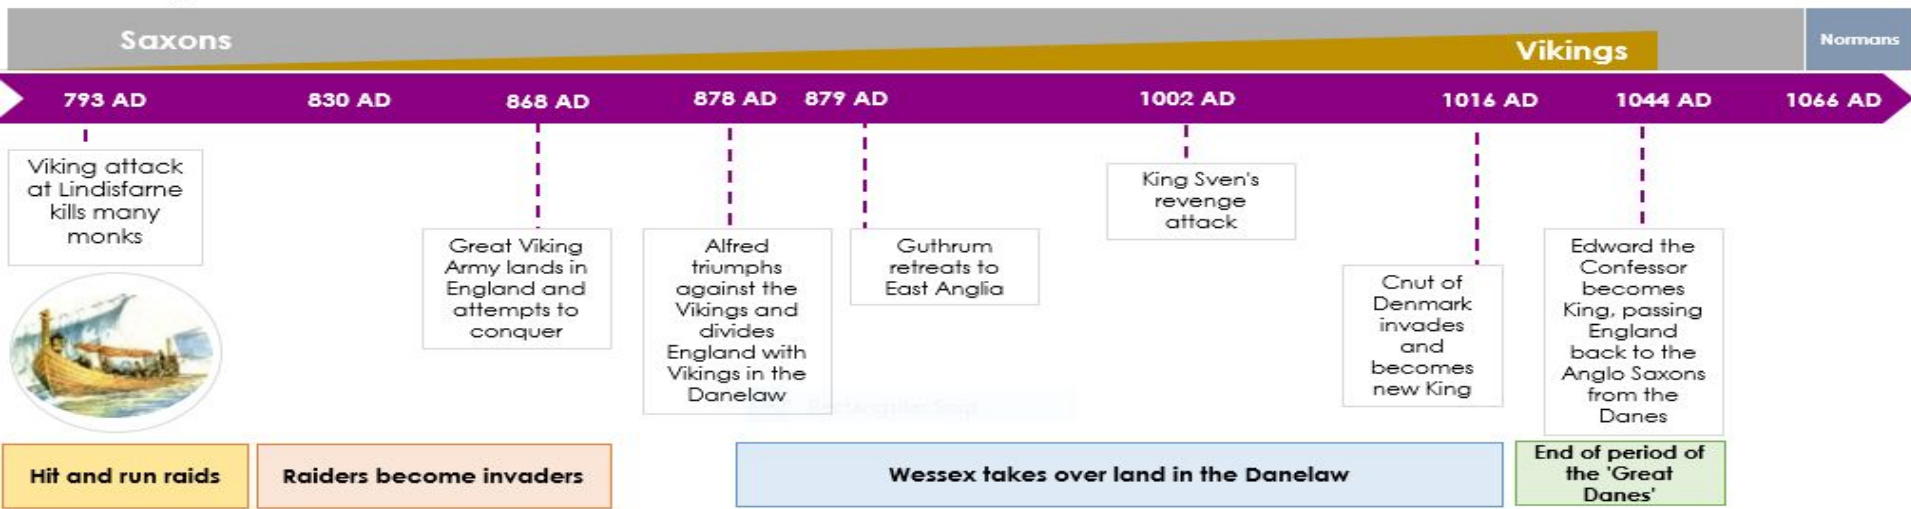 Saxons
Vikings
Normans
793 AD
830 AD
868 AD
878 AD
879 AD
1002 AD
1016 AD
1044 AD
1066 AD
Viking attack
at Lindisfarne
kills many
monks
Great Viking
Army lands in
England and
attempts to
conquer
Alfred
triumphs
against the
Vikings and
divides
England with
Vikings in the
Danelaw
Guthrum
retreats to
East Anglia
King Sven's
revenge
attack
Cnut of
Denmark
invades
and
becomes
new King
Edward the
Confessor
becomes
King, passing
England
back to the
Anglo Saxons
from the
Danes
Rectangular Snip
Hit and run raids
Raiders become invaders
Wessex takes over land in the Danelaw
End of period of
the 'Great
Danes'